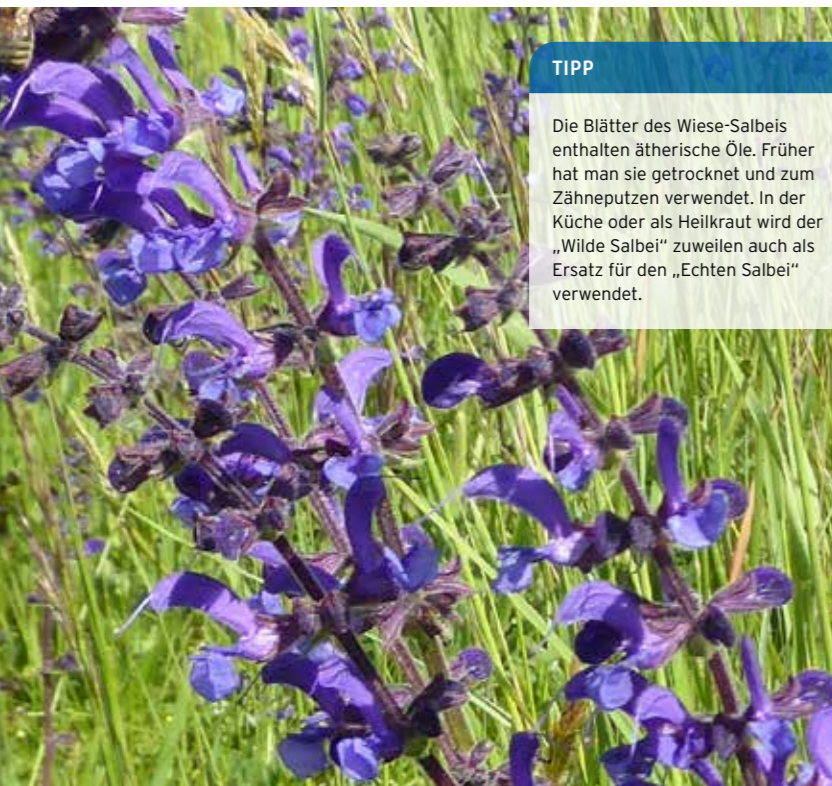 TIPP
Die Blätter des Wiese-Salbeis
enthalten ätherische Öle. Früher
hat man sie getrocknet und zum
Zähneputzen verwendet. In der
Küche oder als Heilkraut wird der
„Wilde Salbei“ zuweilen auch als
Ersatz für den „Echten Salbei“
verwendet.